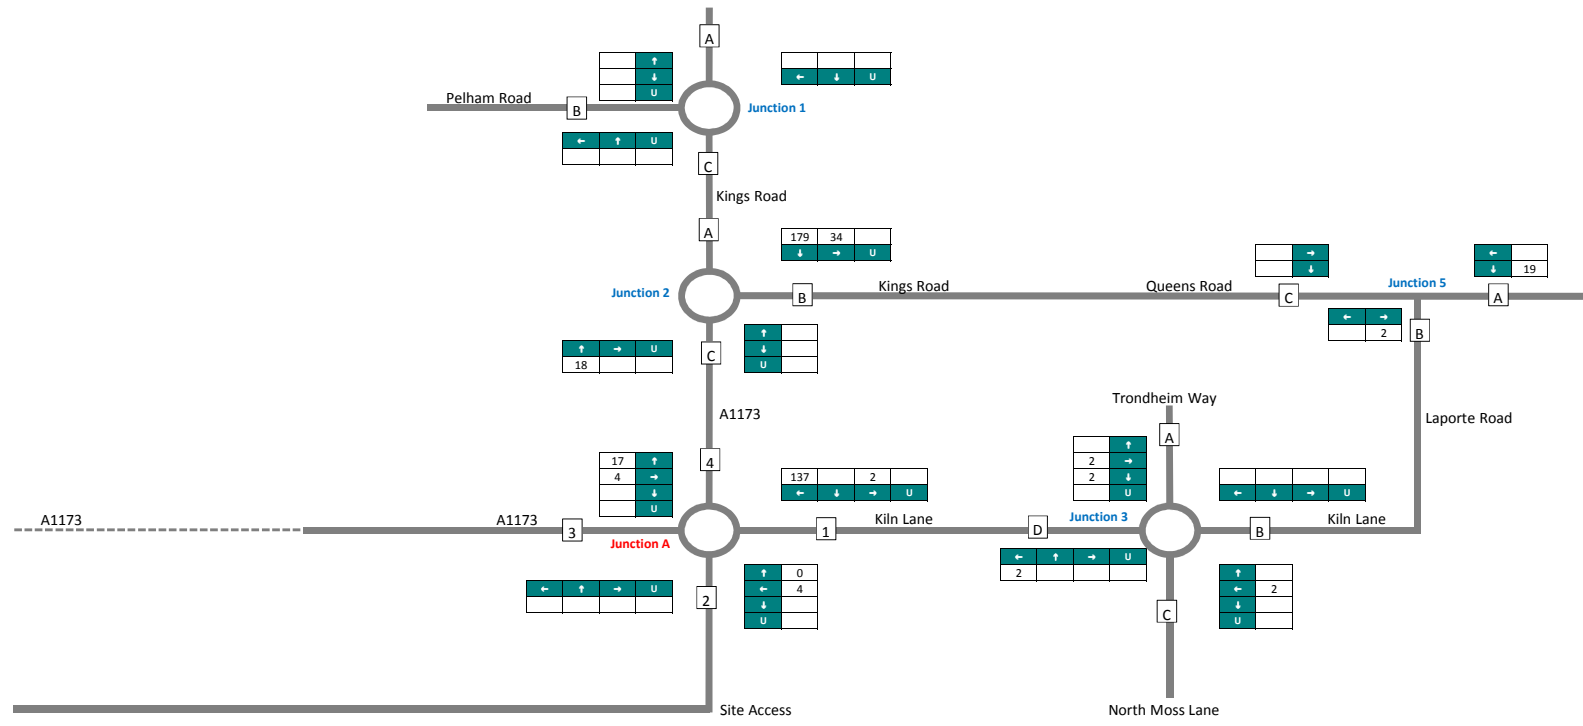 A
↑
↓
U
← ↓ U
Pelham Road
B
Junction 1
← ↑ U
C
Kings Road
A
179 34
↓ → U
← 
→
↓
↓ 19
Junction 2
B
Kings Road
Queens Road
C
Junction 5
A
← →
2
B
↑ → U
18
C
↑
↓
U
A1173
Trondheim Way
A
Laporte Road
17 ↑
4 →
↓
U
4
137 2
← ↓ → U
↑
2 →
2 ↓
U
← ↓ → U
A1173
A1173
3
Junction A
1
Kiln Lane
D
Junction 3
B
Kiln Lane
← ↑ → U
2
← ↑ → U
2
↑ 0
← 4
↓
U
C
↑
← 2
↓
U
Site Access
North Moss Lane